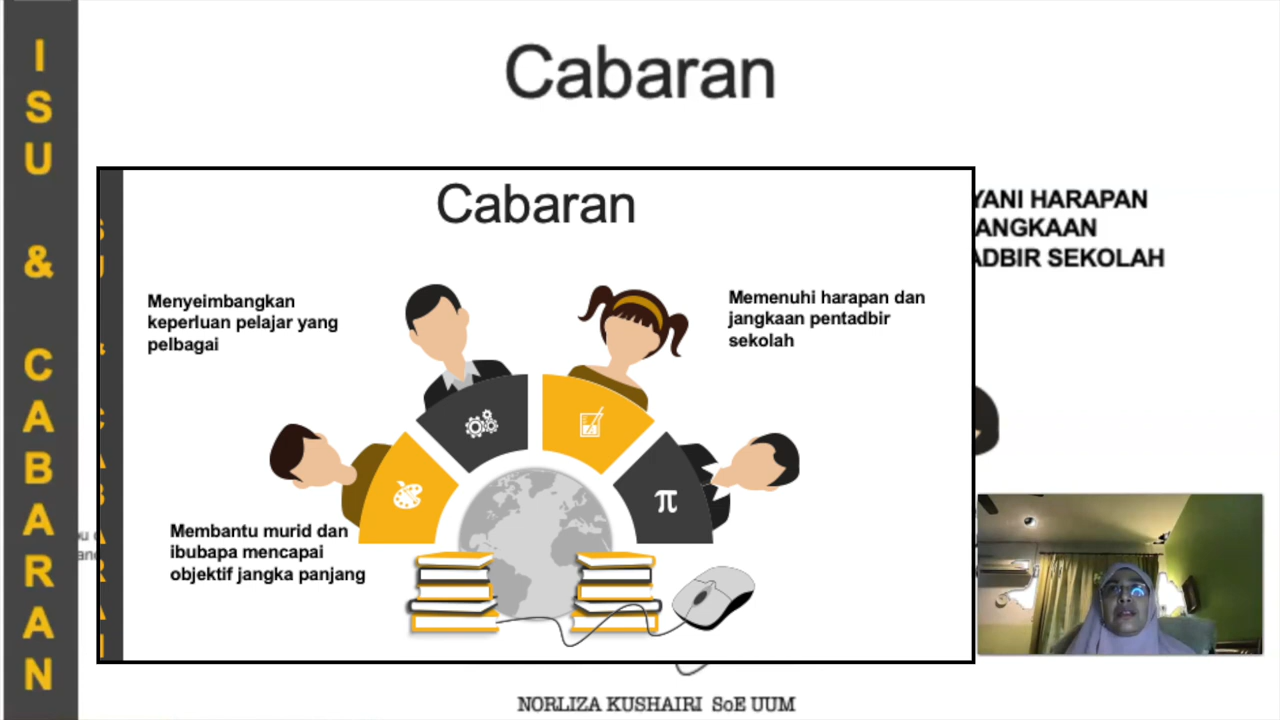 ISU & CABARAN
Cabaran
YANI HARAPAN
ANGKAAN
ADBIR SEKOLAH
Cabaran
Menyeimbangkan
keperluan pelajar yang
pelbagai
Memenuhi harapan dan
jangkaan pentadbir
sekolah
π
Membantu murid dan
ibubapa mencapai
objektif jangka panjang
NORLIZA KUSHAIRI SoE UUM